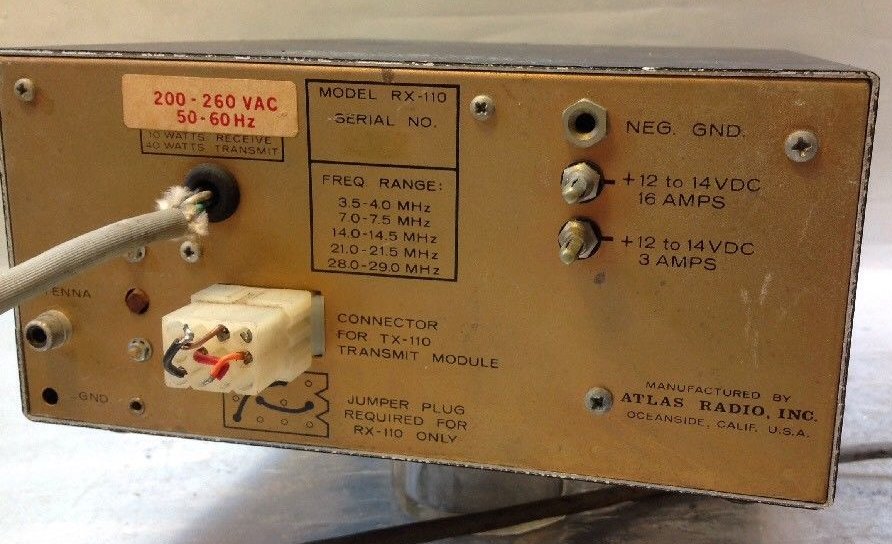 200 - 260 VAC
50-60Hz
10 WATTS RECEIVE
40 WATTS TRANSMIT
MODEL RX-110
SERIAL NO.
FREQ. RANGE:
3.5-4.0 MHz
7.0-7.5 MHz
14.0-14.5 MHz
21.0-21.5 MHz
28.0-29.0 MHz
NEG. GND.
+12 to 14VDC
16 AMPS
+12 to 14VDC
3 AMPS
TENNA
CONNECTOR
FOR TX-110
TRANSMIT MODULE
GND
JUMPER PLUG
REQUIRED FOR
RX-110 ONLY
MANUFACTURED BY
ATLAS RADIO, INC.
OCEANSIDE, CALIF. U.S.A.